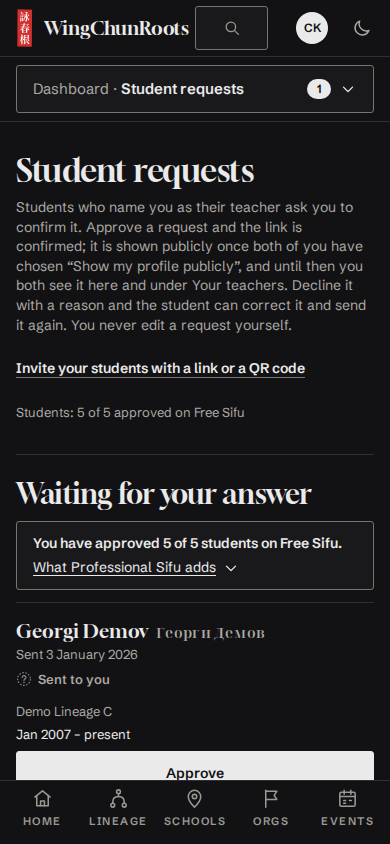 詠春根
WingChunRoots
CK
Dashboard · Student requests
1
Student requests
Students who name you as their teacher ask you to
confirm it. Approve a request and the link is
confirmed; it is shown publicly once both of you have
chosen “Show my profile publicly”, and until then you
both see it here and under Your teachers. Decline it
with a reason and the student can correct it and send
it again. You never edit a request yourself.
Invite your students with a link or a QR code
Students: 5 of 5 approved on Free Sifu
Waiting for your answer
You have approved 5 of 5 students on Free Sifu.
What Professional Sifu adds
Georgi Demov Георги Демов
Sent 3 January 2026
Sent to you
Demo Lineage C
Jan 2007 – present
Approve
HOME LINEAGE SCHOOLS ORGS EVENTS